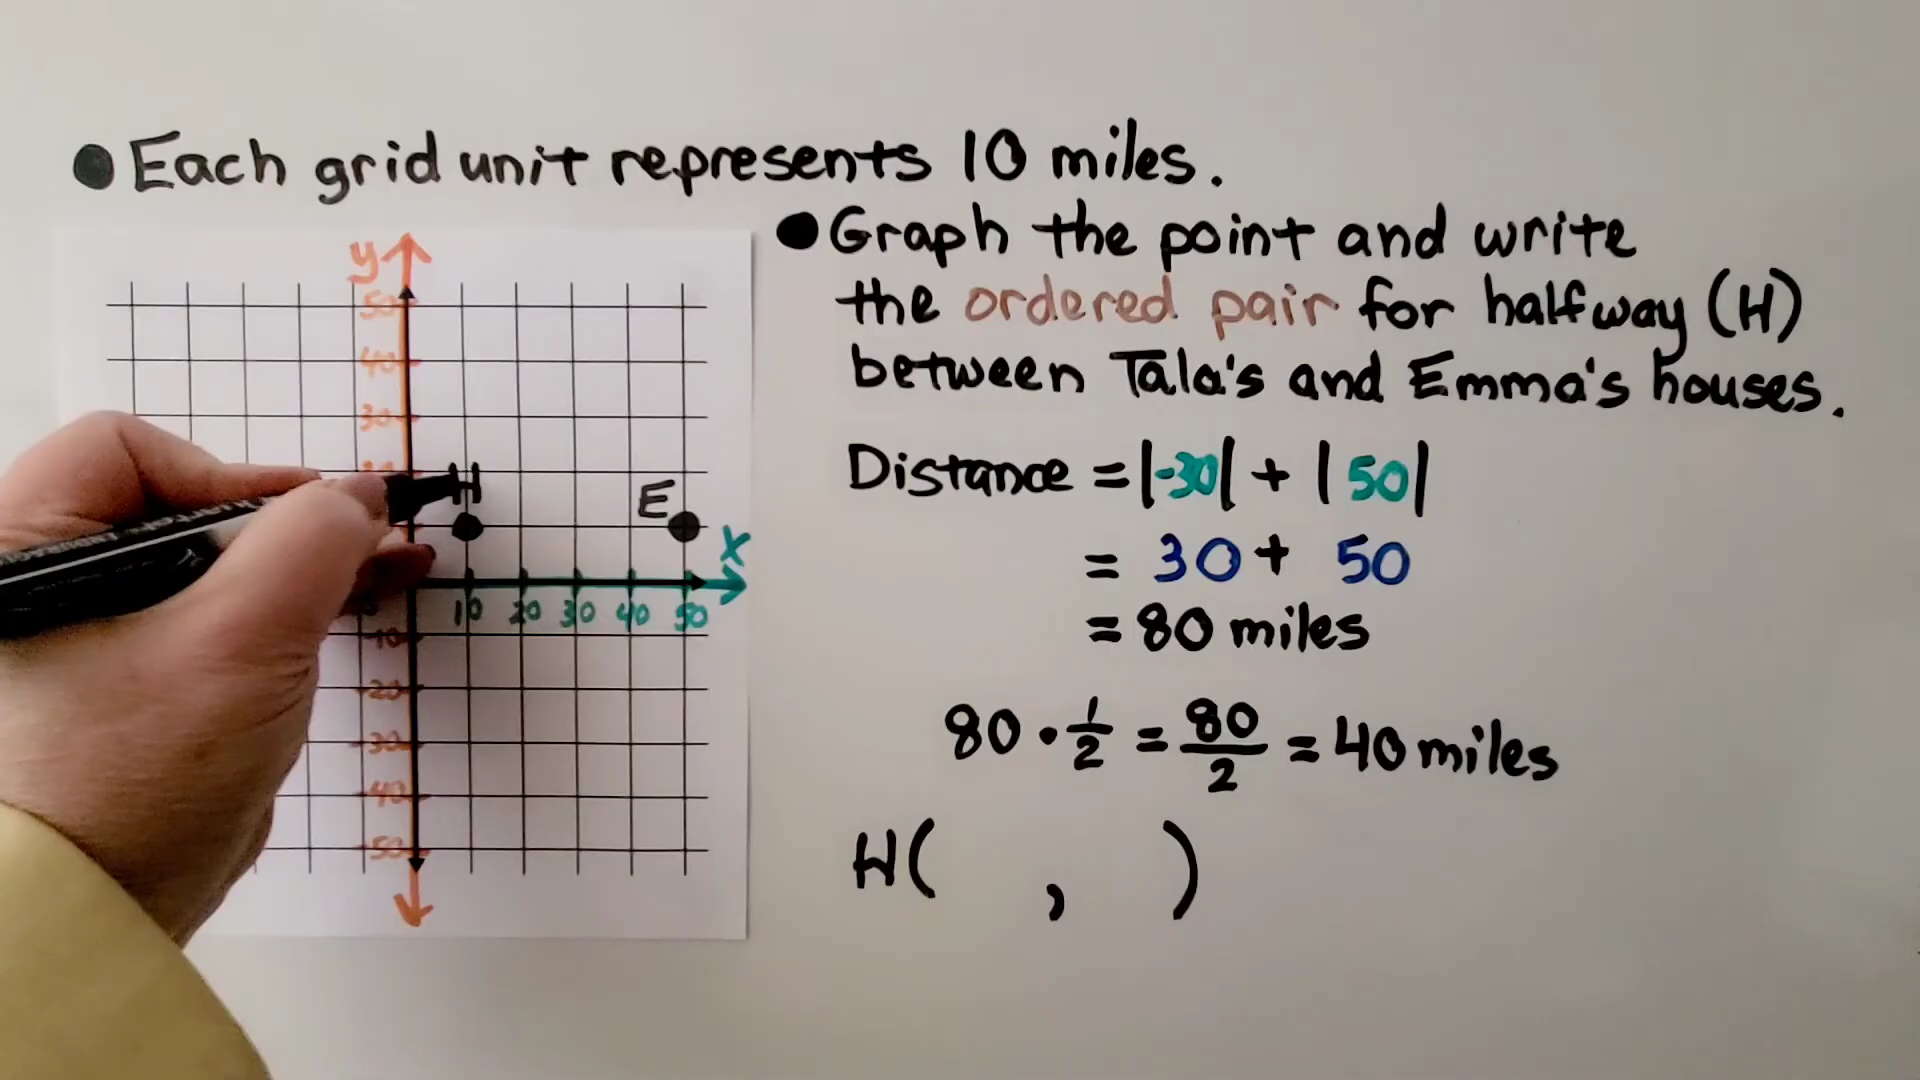 ● Each grid unit represents 10 miles.
● Graph the point and write
the ordered pair for halfway (H)
between Tala's and Emma's houses.
Distance = |-30| + |50|
= 30 + 50
= 80 miles
80 • 1/2 = 80/2 = 40 miles
H( , )
y
50
40
30
H
E
x
10 20 30 40 50
-10
-20
-30
-40
-50